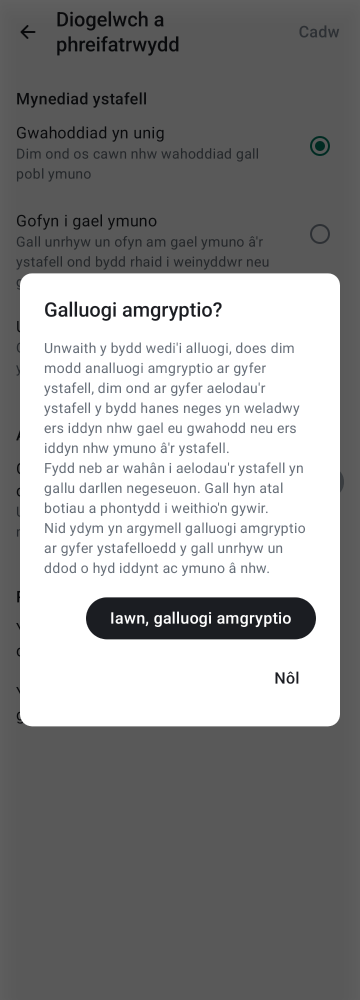 Diogelwch a
phreifatrwydd
Cadw
Mynediad ystafell
Gwahoddiad yn unig
Dim ond os cawn nhw wahoddiad gall
pobl ymuno
Gofyn i gael ymuno
Gall unrhyw un ofyn am gael ymuno â'r
ystafell ond bydd rhaid i weinyddwr neu
Galluogi amgryptio?
Unwaith y bydd wedi'i alluogi, does dim
modd analluogi amgryptio ar gyfer
ystafell, dim ond ar gyfer aelodau'r
ystafell y bydd hanes neges yn weladwy
ers iddyn nhw gael eu gwahodd neu ers
iddyn nhw ymuno â'r ystafell.
Fydd neb ar wahân i aelodau'r ystafell yn
gallu darllen negeseuon. Gall hyn atal
botiau a phontydd i weithio'n gywir.
Nid ydym yn argymell galluogi amgryptio
ar gyfer ystafelloedd y gall unrhyw un
ddod o hyd iddynt ac ymuno â nhw.
Iawn, galluogi amgryptio
Nôl